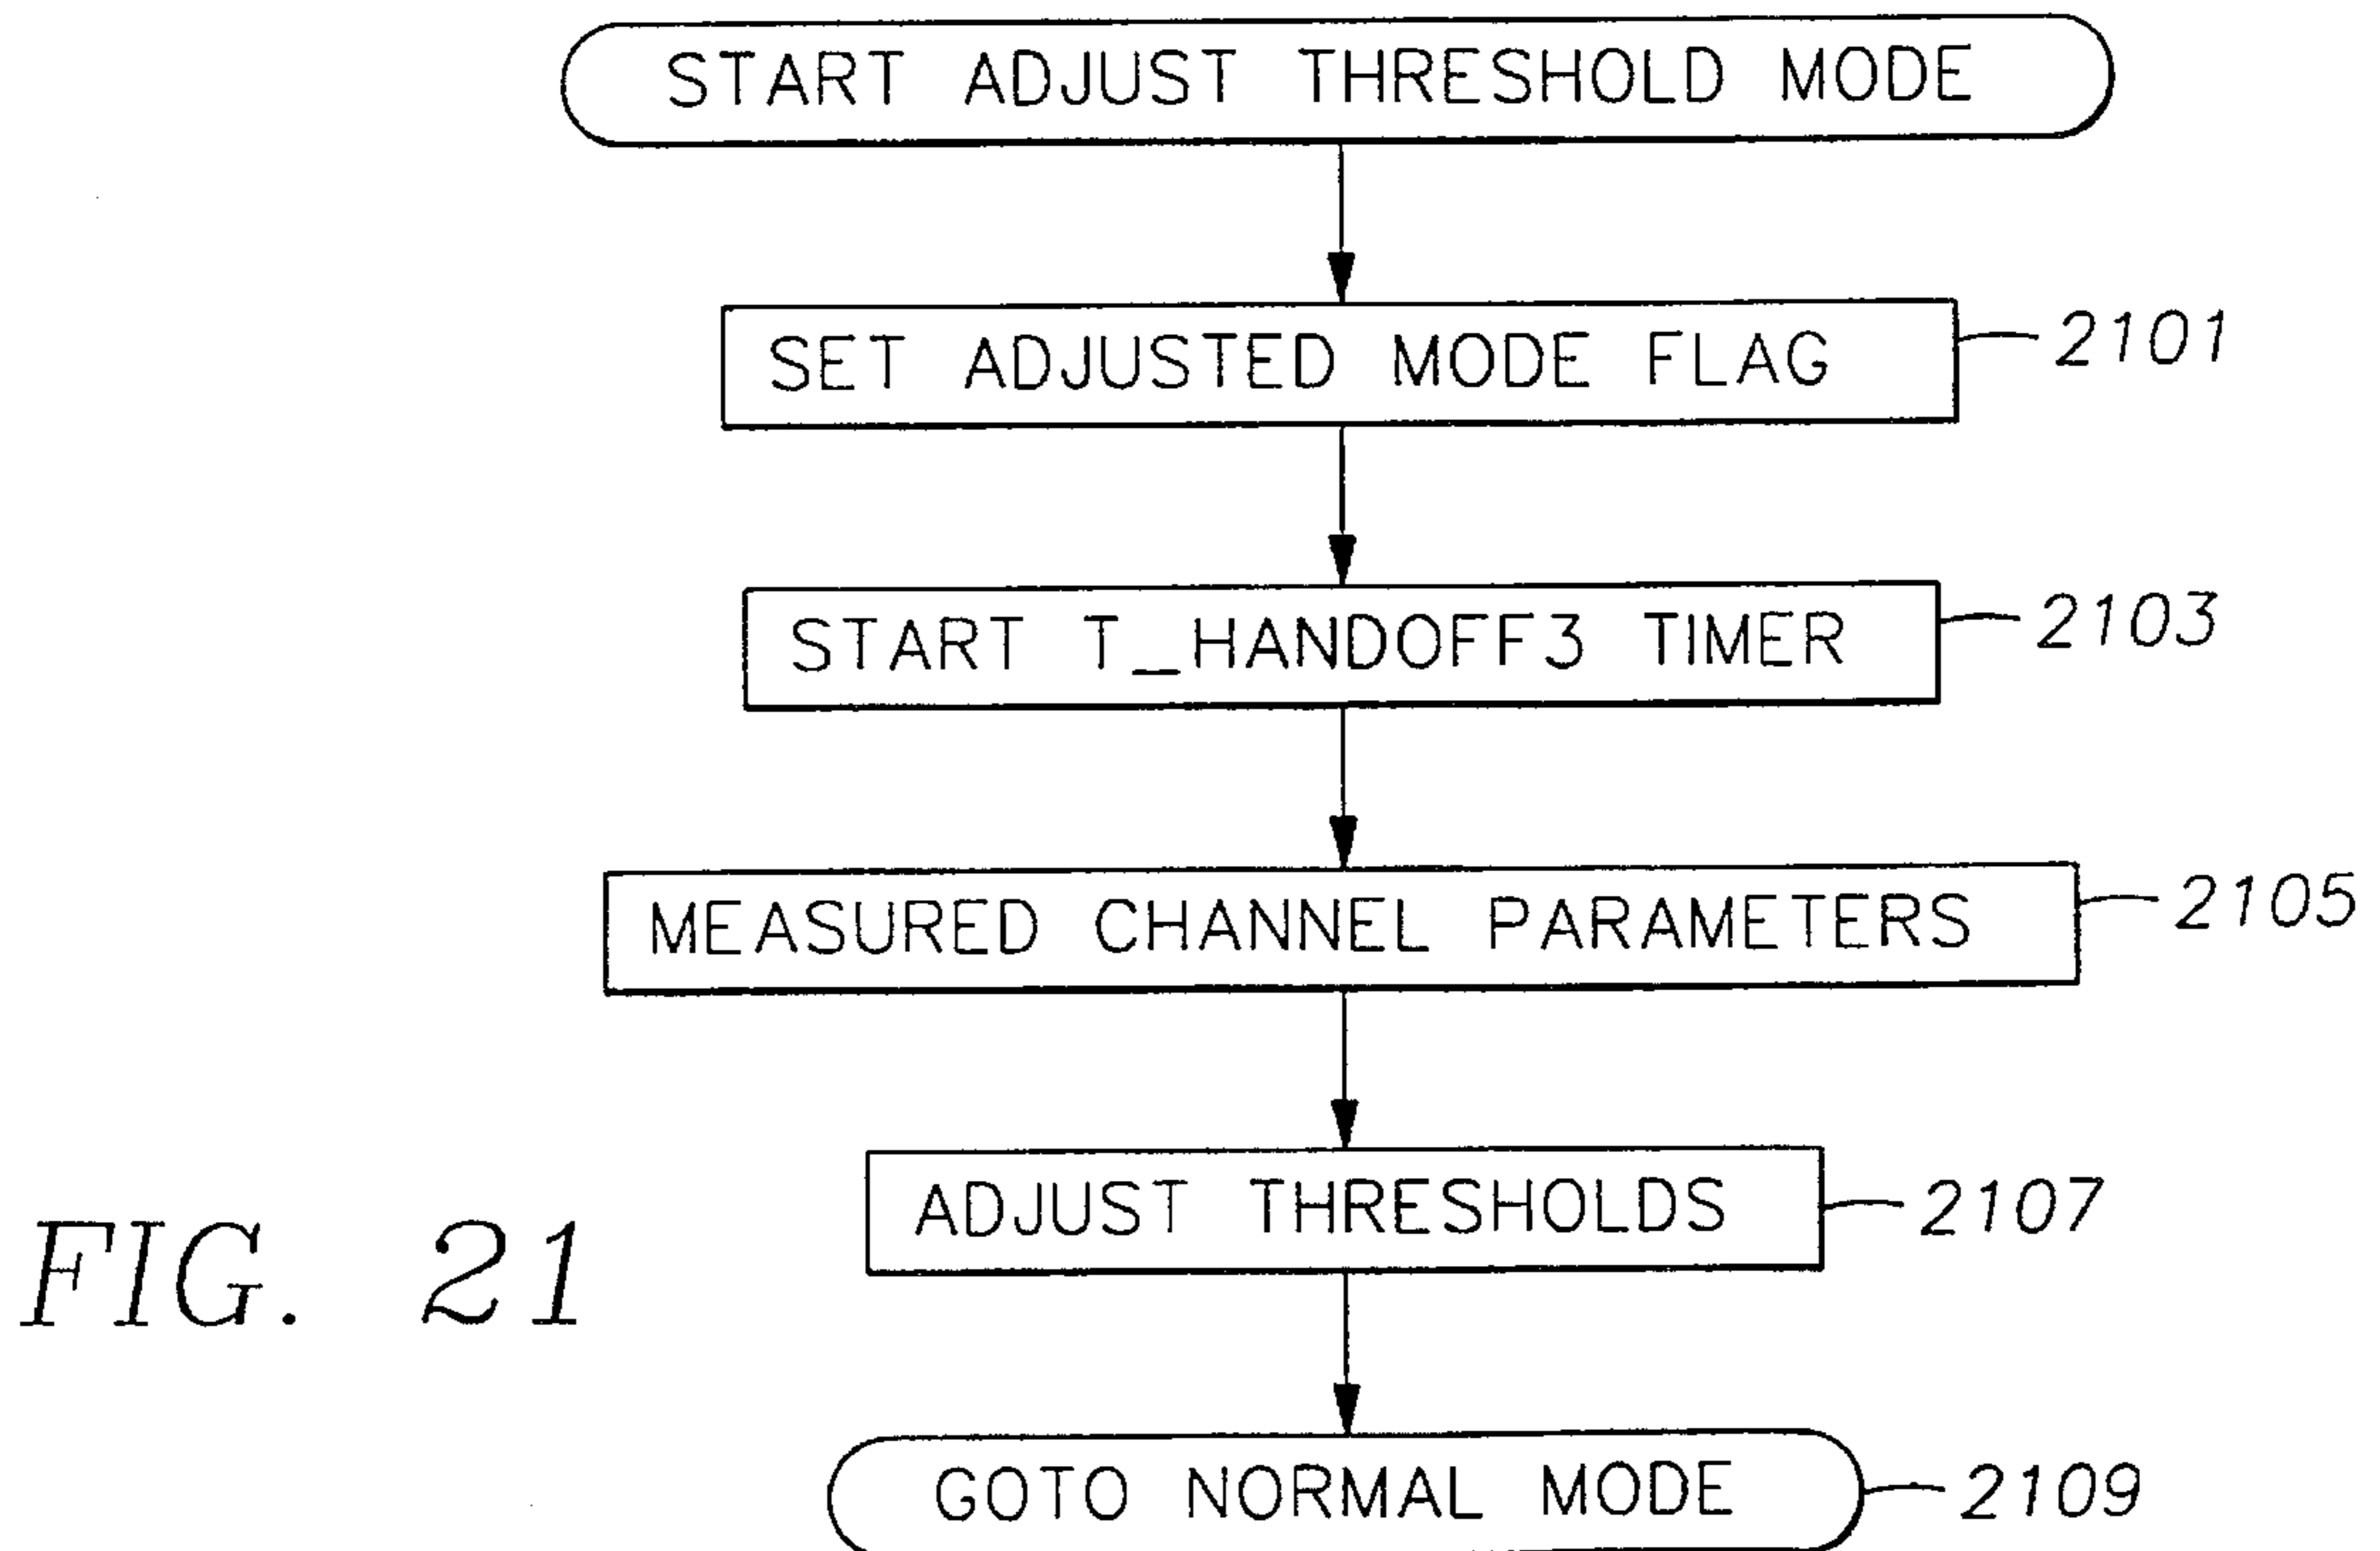 START ADJUST THRESHOLD MODE
SET ADJUSTED MODE FLAG
2101
START T_HANDOFF3 TIMER
2103
MEASURED CHANNEL PARAMETERS
2105
ADJUST THRESHOLDS
2107
FIG. 21
GOTO NORMAL MODE
2109